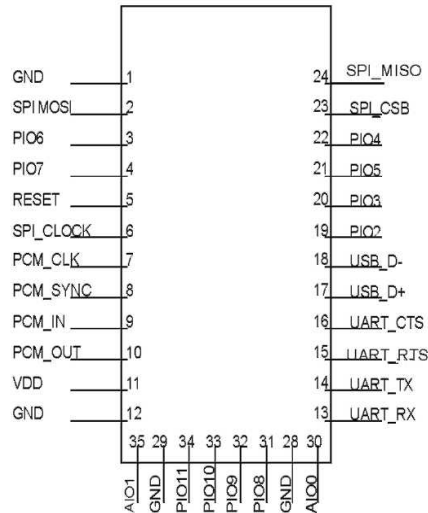 GND 1 24 SPI_MISO
SPI MOSI 2 23 SPI_CSB
PIO6 3 22 PIO4
PIO7 4 21 PIO5
RESET 5 20 PIO3
SPI_CLOCK 6 19 PIO2
PCM_CLK 7 18 USB_D-
PCM_SYNC 8 17 USB_D+
PCM_IN 9 16 UART_CTS
PCM_OUT 10 15 UART_RTS
VDD 11 14 UART_TX
GND 12 13 UART_RX
35 29 34 33 32 31 28 30
AIO1 GND PIO11 PIO10 PIO9 PIO8 GND AIO0